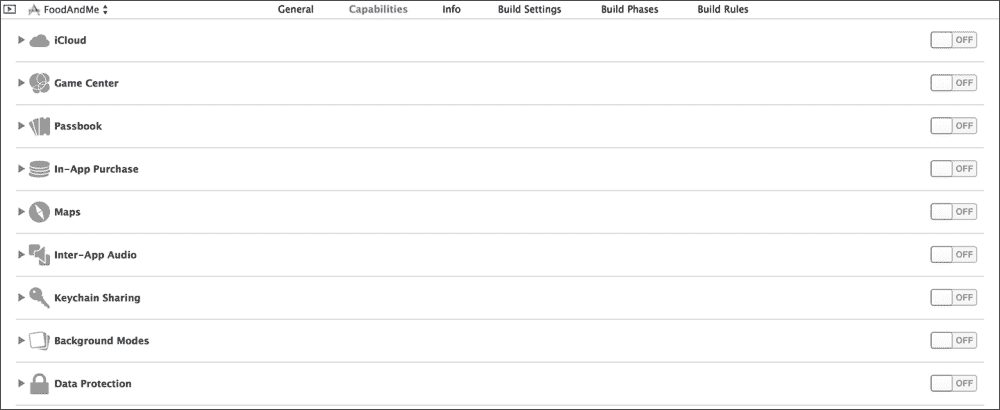 FoodAndMe General Capabilities Info Build Settings Build Phases Build Rules
iCloud OFF
Game Center OFF
Passbook OFF
In-App Purchase OFF
Maps OFF
Inter-App Audio OFF
Keychain Sharing OFF
Background Modes OFF
Data Protection OFF